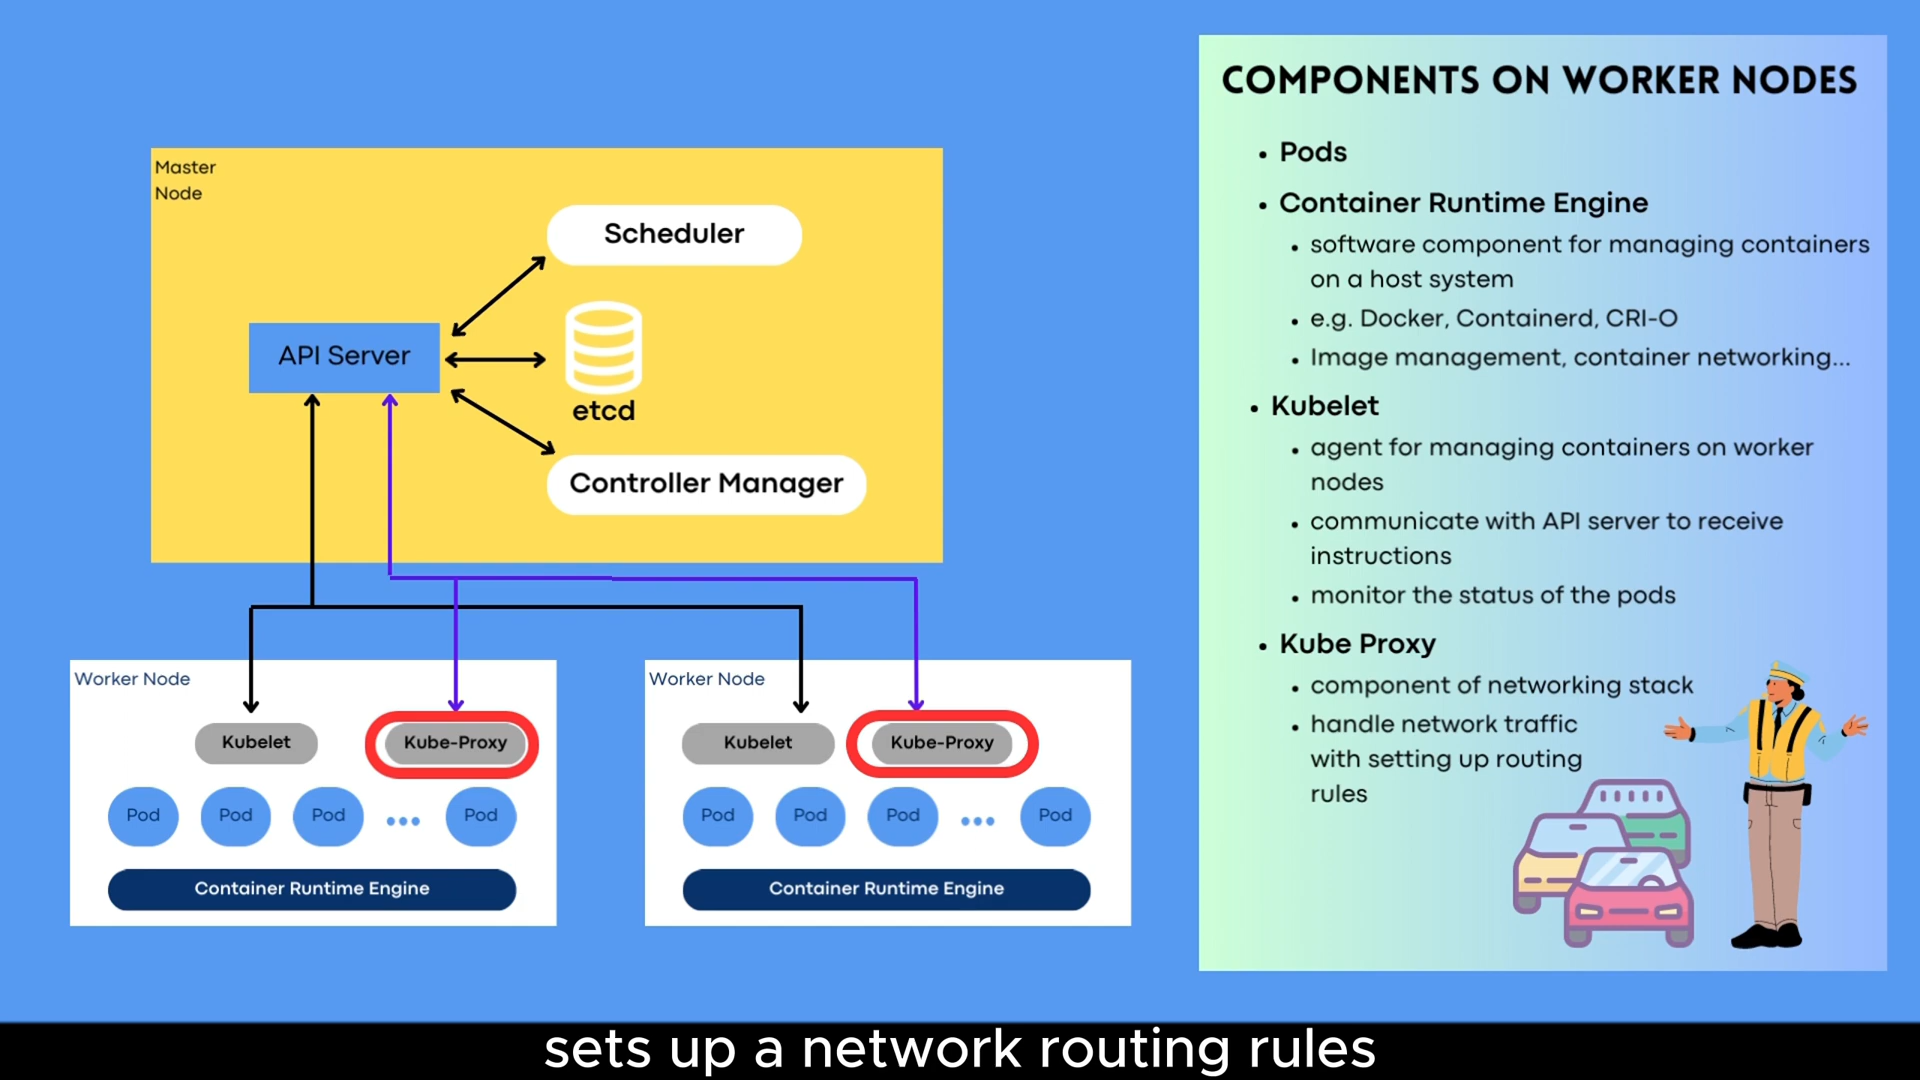 Master
Node
Scheduler
API Server
etcd
Controller Manager
Worker Node
Kubelet
Kube-Proxy
Pod
Pod
Pod
Pod
Container Runtime Engine
Worker Node
Kubelet
Kube-Proxy
Pod
Pod
Pod
Pod
Container Runtime Engine
COMPONENTS ON WORKER NODES
• Pods
• Container Runtime Engine
• software component for managing containers
on a host system
• e.g. Docker, Containerd, CRI-O
• Image management, container networking...
• Kubelet
• agent for managing containers on worker
nodes
• communicate with API server to receive
instructions
• monitor the status of the pods
• Kube Proxy
• component of networking stack
• handle network traffic
with setting up routing
rules
sets up a network routing rules